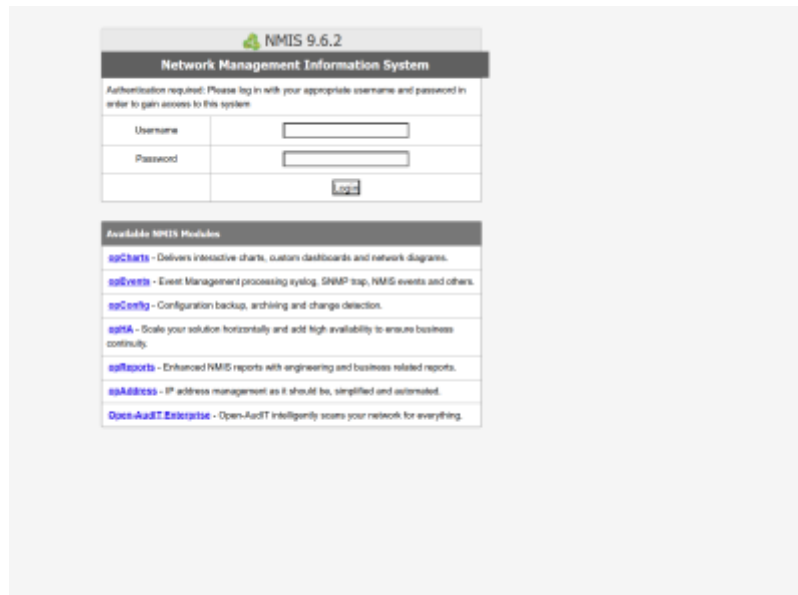 NMIS 9.6.2
Network Management Information System
Authentication required: Please log in with your appropriate username and password in
order to gain access to this system
Username
Password
Login
Available NMIS Modules
opCharts - Delivers interactive charts, custom dashboards and network diagrams.
opEvents - Event Management processing syslog, SNMP trap, NMIS events and others.
opConfig - Configuration backup, archiving and change detection.
opHA - Scale your solution horizontally and add high availability to ensure business
continuity.
opReports - Enhanced NMIS reports with engineering and business related reports.
opAddress - IP address management as it should be, simplified and automated.
Open-AudIT Enterprise - Open-AudIT intelligently scans your network for everything.